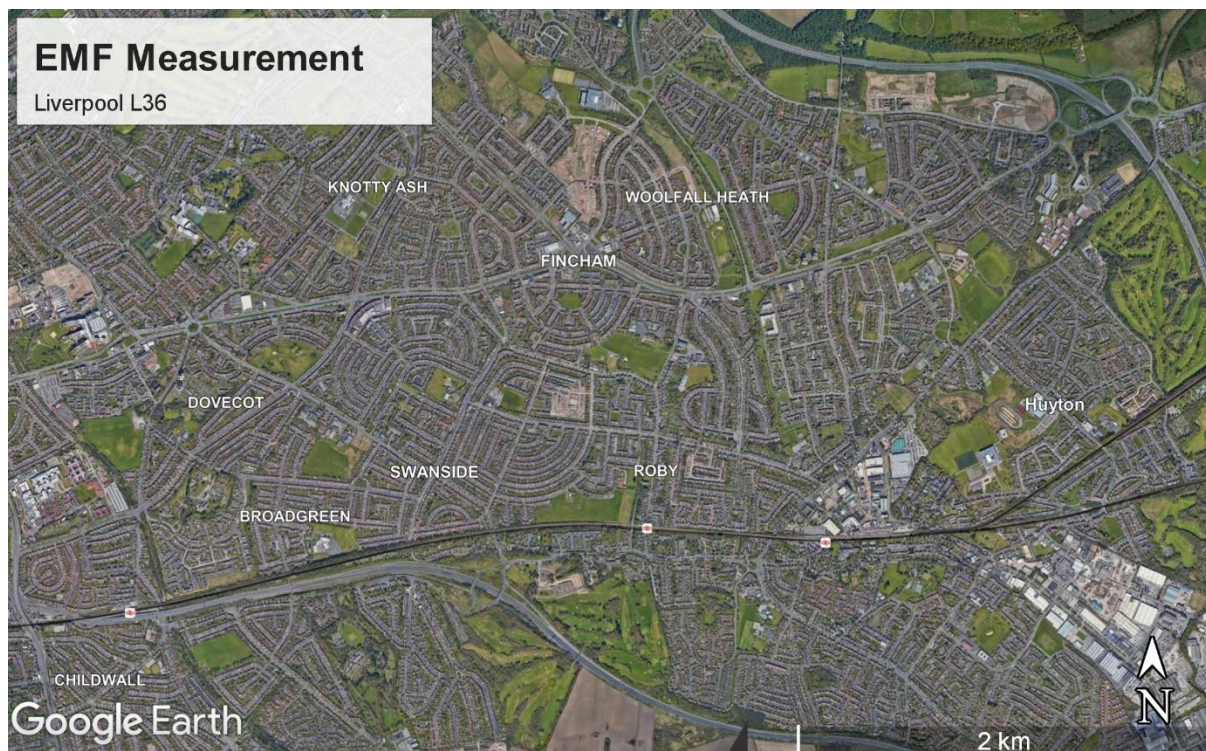 EMF Measurement
Liverpool L36
KNOTTY ASH
WOOLFALL HEATH
FINCHAM
DOVECOT
Huyton
SWANSIDE
ROBY
BROADGREEN
CHILDWALL
Google Earth
N
2 km